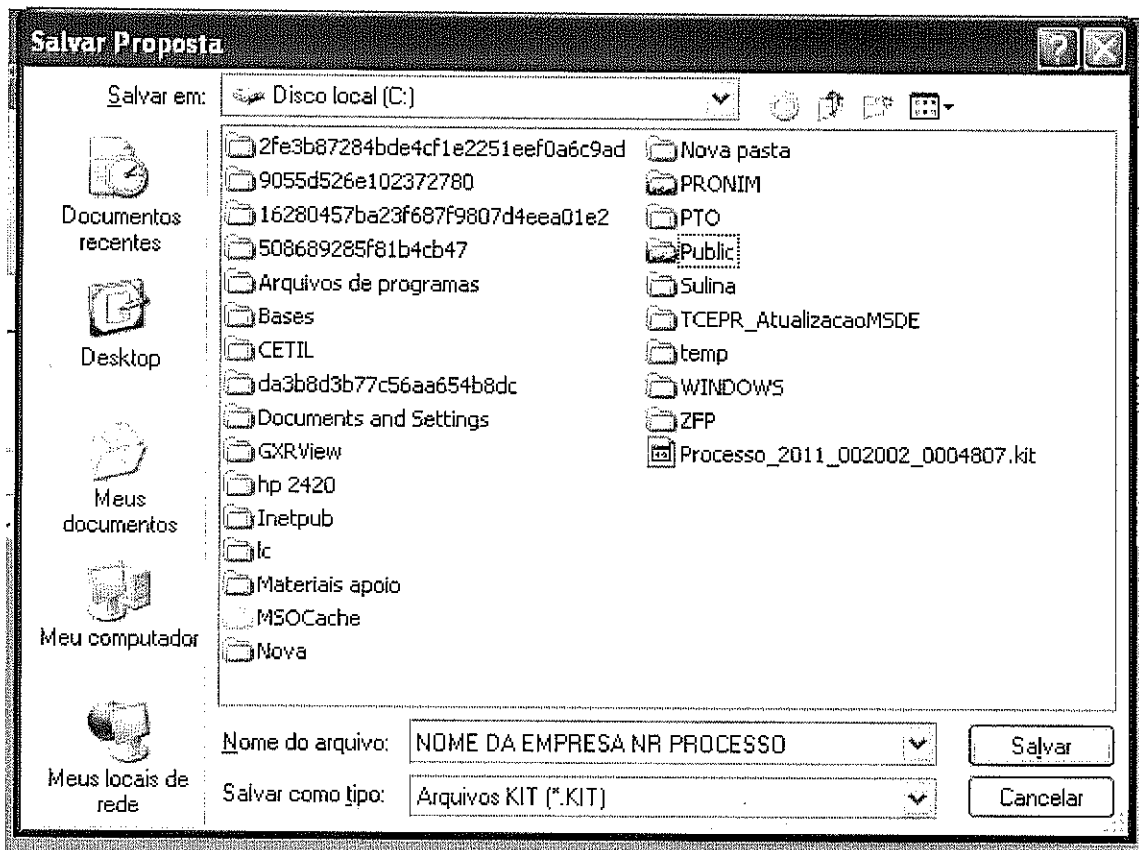 Salvar Proposta
Salvar em:
Disco local (C:)
Documentos
recentes
Desktop
Meus
documentos
Meu computador
Meus locais de
rede
2fe3b87284bde4cf1e2251eef0a6c9ad
9055d526e102372780
16280457ba23f687f9807d4eea01e2
508689285f81b4cb47
Arquivos de programas
Bases
CETIL
da3b8d3b77c56aa654b8dc
Documents and Settings
GXRView
hp 2420
Inetpub
lc
Materiais apoio
MSOCache
Nova
Nova pasta
PRONIM
PTO
Public
Sulina
TCEPR_AtualizacaoMSDE
temp
WINDOWS
ZFP
Processo_2011_002002_0004807.kit
Nome do arquivo:
NOME DA EMPRESA NR PROCESSO
Salvar
Salvar como tipo:
Arquivos KIT (*.KIT)
Cancelar